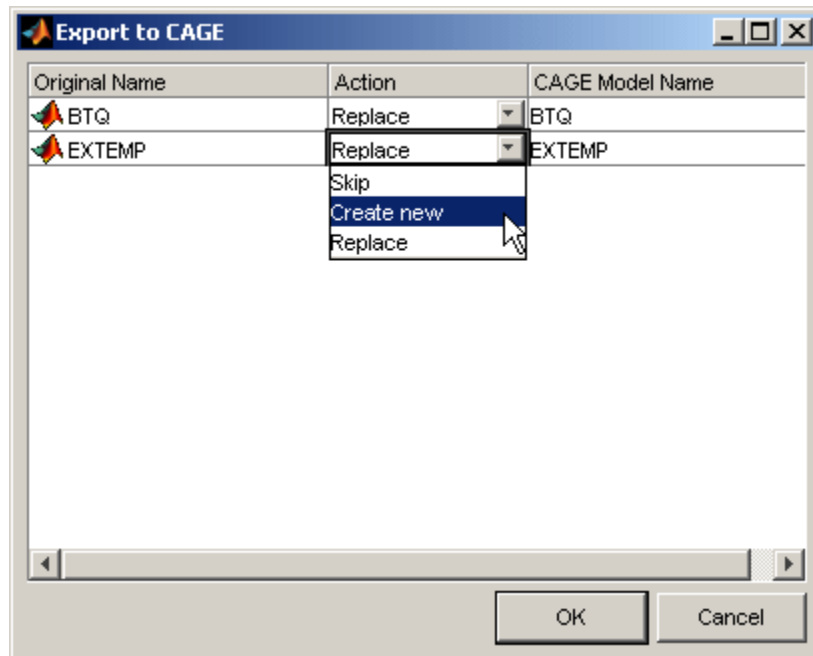 Export to CAGE
Original Name Action CAGE Model Name
BTQ Replace BTQ
EXTEMP Replace EXTEMP
Skip
Create new
Replace
OK Cancel